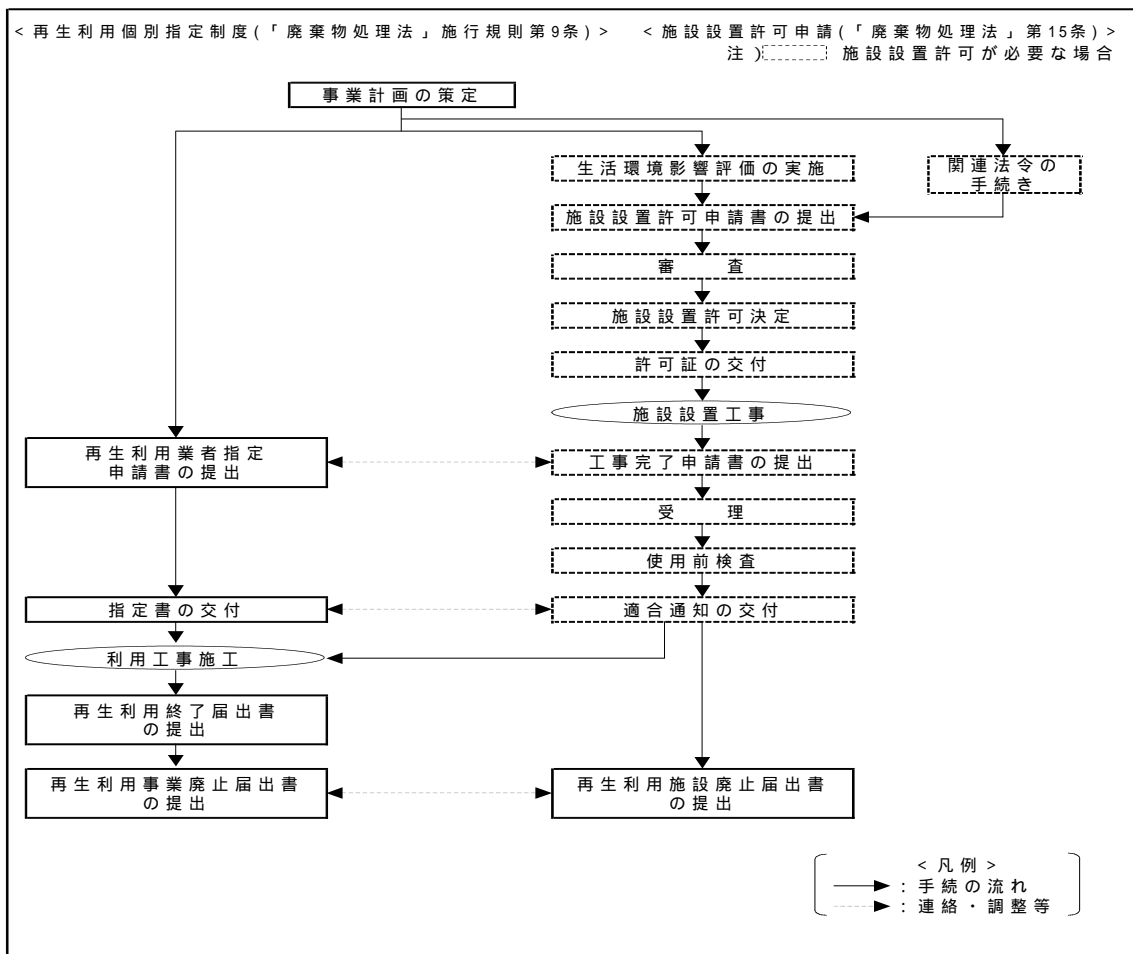 <再生利用個別指定制度(「廃棄物処理法」施行規則第9条)>
<施設設置許可申請(「廃棄物処理法」第15条)>
注) 施設設置許可が必要な場合
事業計画の策定
生活環境影響評価の実施
関連法令の
手続き
施設設置許可申請書の提出
審 査
施設設置許可決定
許可証の交付
施設設置工事
再生利用業者指定
申請書の提出
工事完了申請書の提出
受 理
使用前検査
指定書の交付
適合通知の交付
利用工事施工
再生利用終了届出書
の提出
再生利用事業廃止届出書
の提出
再生利用施設廃止届出書
の提出
<凡例>
:手続の流れ
:連絡・調整等